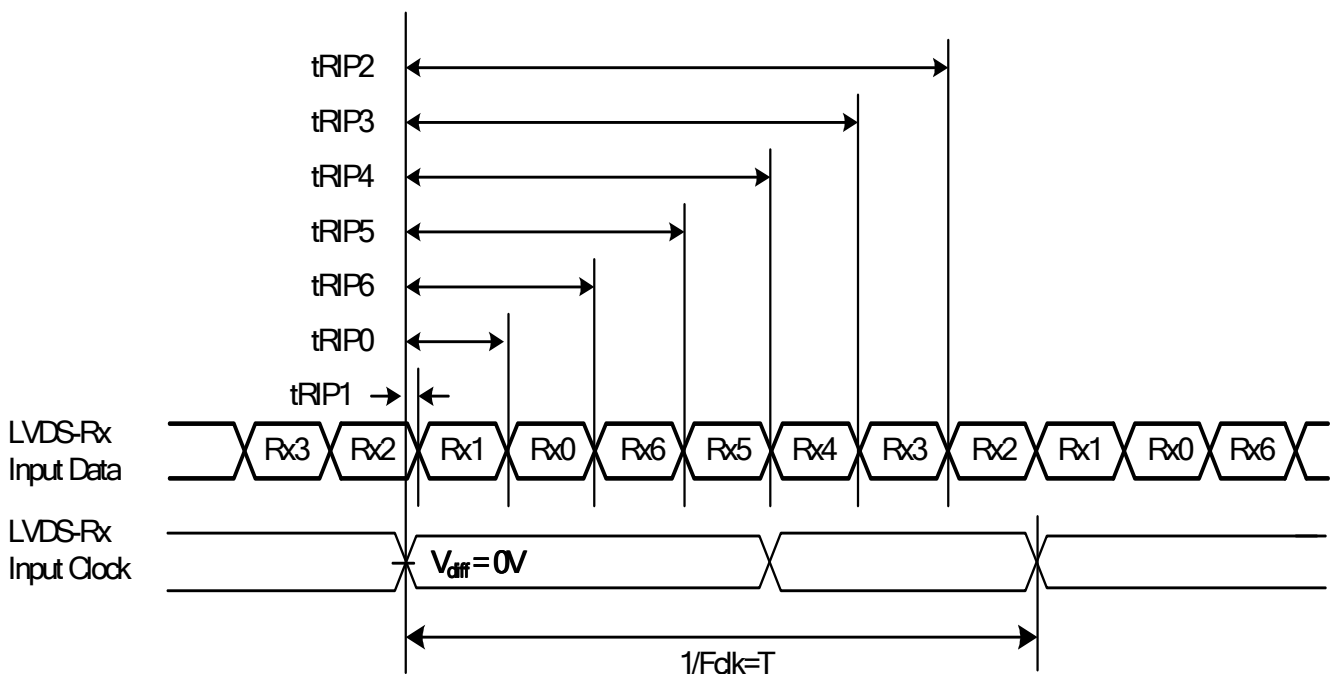 tRIP2
tRIP3
tRIP4
tRIP5
tRIP6
tRIP0
tRIP1
LVDS-Rx
Input Data
Rx3 Rx2 Rx1 Rx0 Rx6 Rx5 Rx4 Rx3 Rx2 Rx1 Rx0 Rx6
LVDS-Rx
Input Clock
Vdiff = 0V
1/Fclk=T